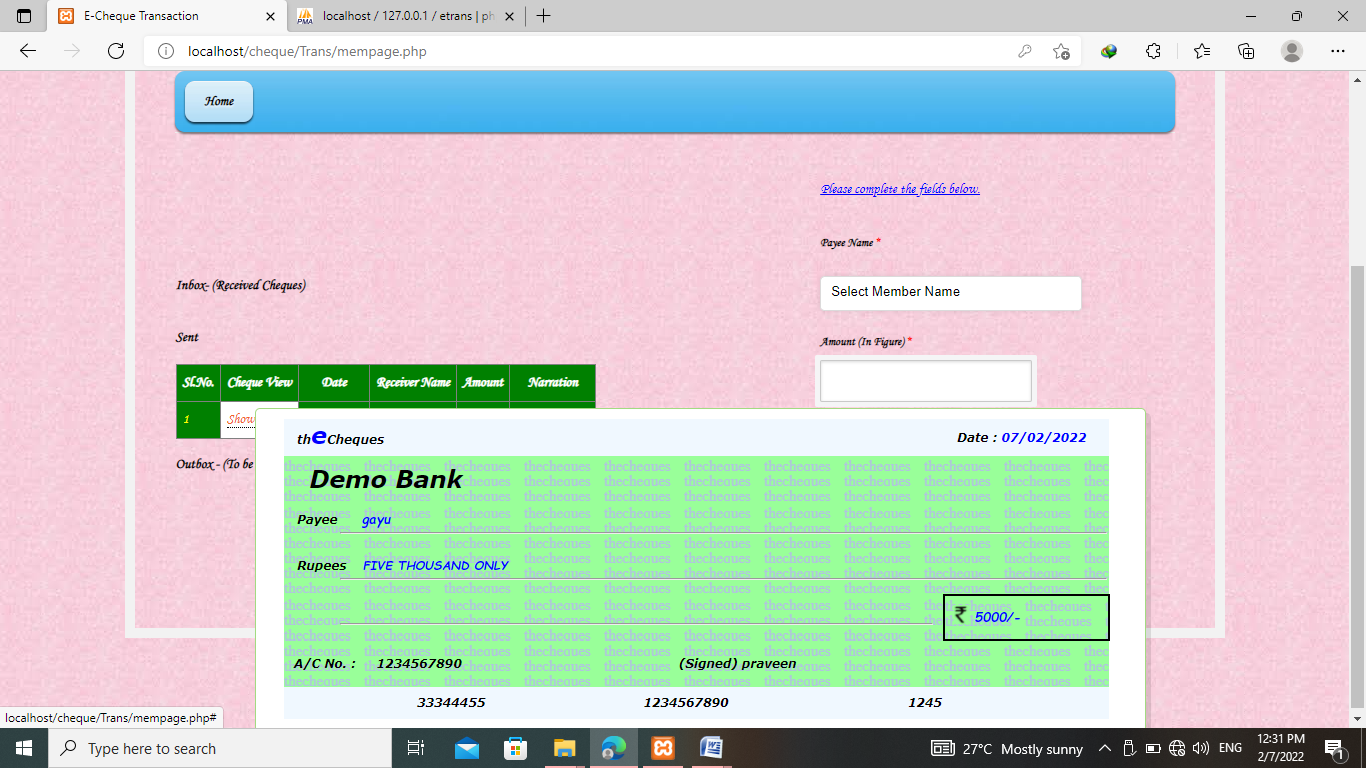 E-Cheque Transaction
localhost / 127.0.0.1 / etrans | ph
localhost/cheque/Trans/mempage.php
Home
Please complete the fields below.
Payee Name *
Select Member Name
Inbox- (Received Cheques)
Sent
Amount (In Figure) *
Sl.No. Cheque View Date Receiver Name Amount Narration
1 Show
Outbox - (To be
theCheques Date : 07/02/2022
Demo Bank
Payee gayu
Rupees FIVE THOUSAND ONLY
₹ 5000/-
A/C No. : 1234567890 (Signed) praveen
33344455 1234567890 1245
localhost/cheque/Trans/mempage.php#
Type here to search
27°C Mostly sunny
ENG
12:31 PM
2/7/2022
1